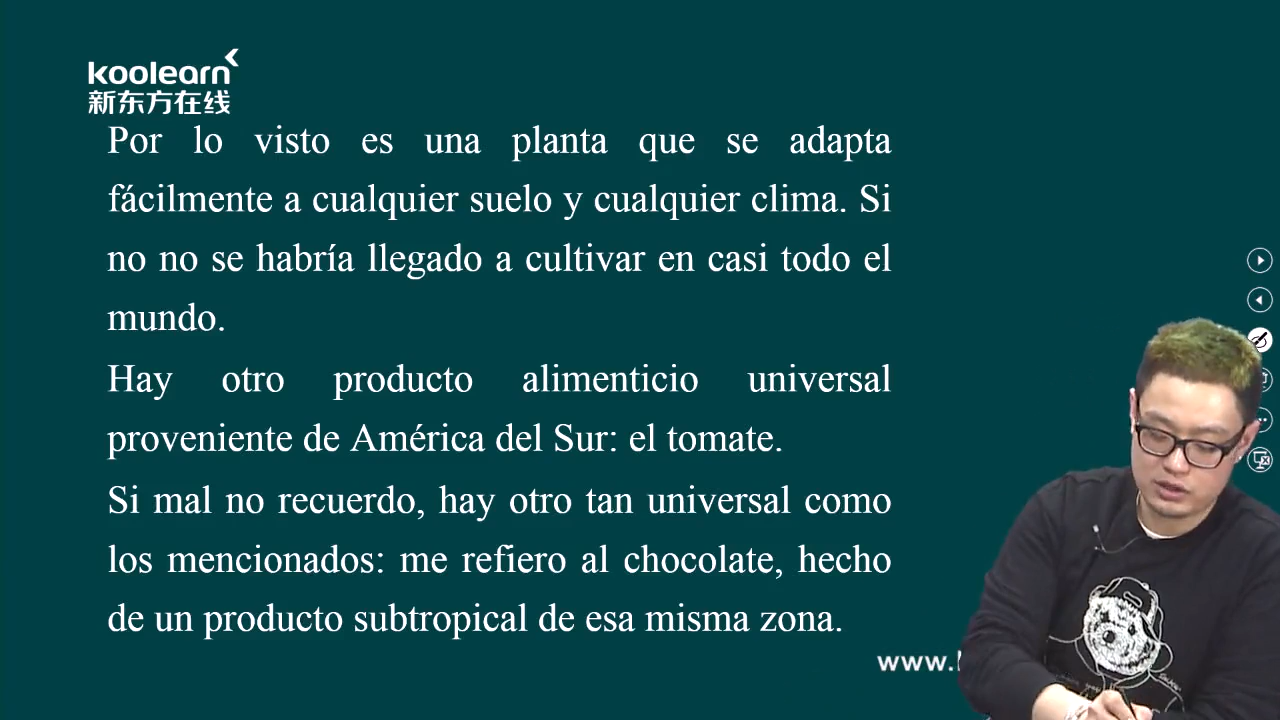 koolearn
新东方在线
Por lo visto es una planta que se adapta
fácilmente a cualquier suelo y cualquier clima. Si
no no se habría llegado a cultivar en casi todo el
mundo.
Hay otro producto alimenticio universal
proveniente de América del Sur: el tomate.
Si mal no recuerdo, hay otro tan universal como
los mencionados: me refiero al chocolate, hecho
de un producto subtropical de esa misma zona.
www.